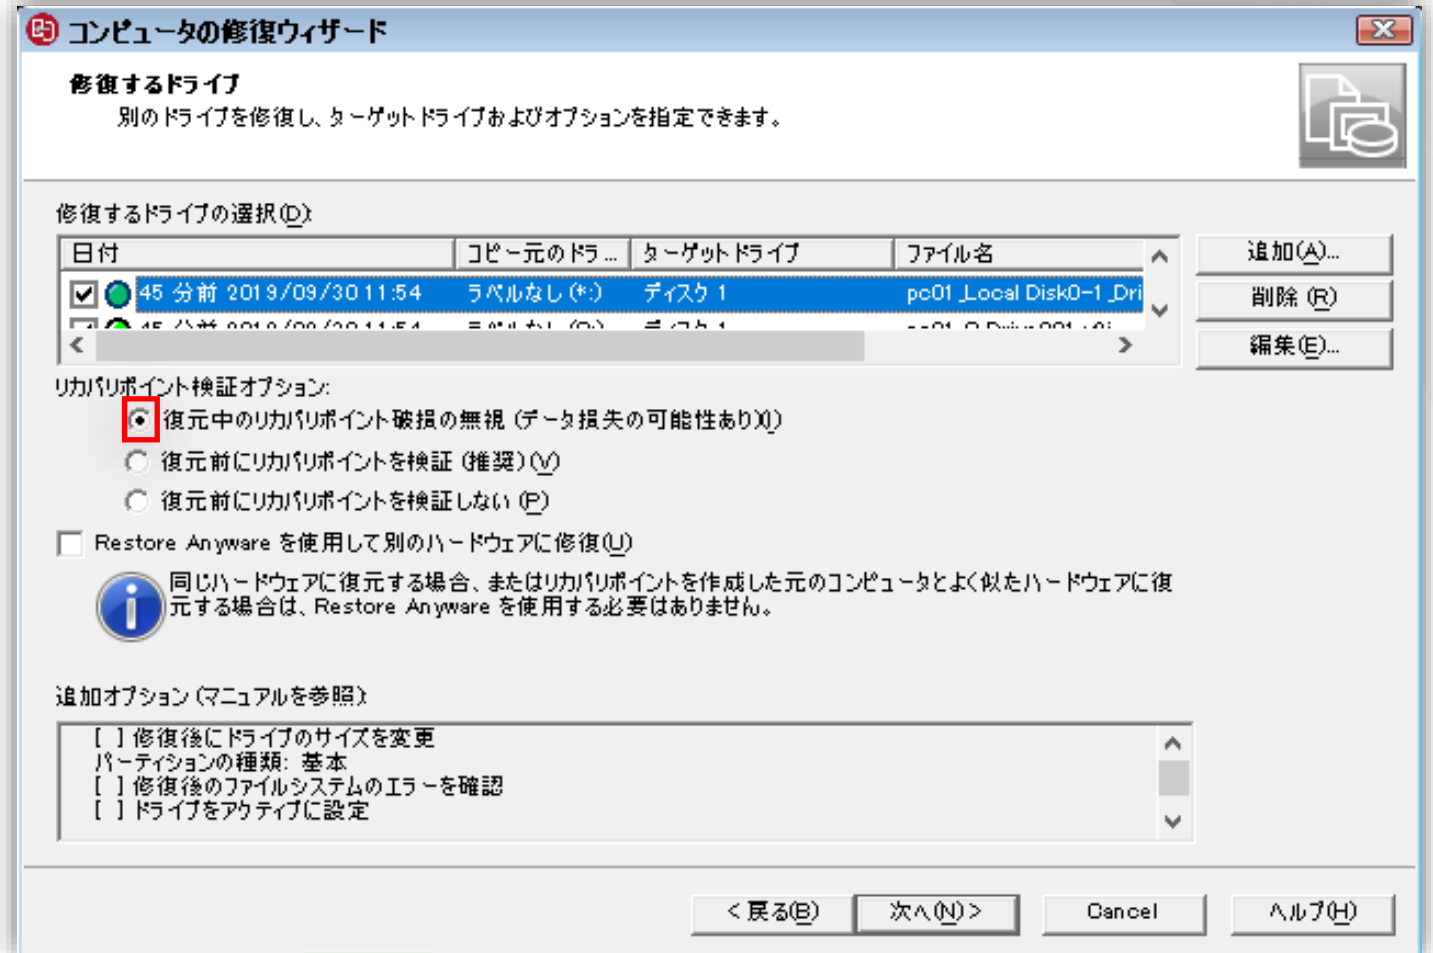 コンピュータの修復ウィザード
修復するドライブ
別のドライブを修復し、ターゲットドライブおよびオプションを指定できます。
修復するドライブの選択(D):
日付 コピー元のドラ... ターゲットドライブ ファイル名
45 分前 2019/09/30 11:54 ラベルなし (*:) ディスク 1 pc01_Local Disk0-1_Dri
追加(A)...
削除 (R)
編集(E)...
リカバリポイント検証オプション:
復元中のリカバリポイント破損の無視 (データ損失の可能性あり)(I)
復元前にリカバリポイントを検証 (推奨)(V)
復元前にリカバリポイントを検証しない (P)
Restore Anyware を使用して別のハードウェアに修復(U)
同じハードウェアに復元する場合、またはリカバリポイントを作成した元のコンピュータとよく似たハードウェアに復
元する場合は、Restore Anyware を使用する必要はありません。
追加オプション (マニュアルを参照):
[ ] 修復後にドライブのサイズを変更
パーティションの種類: 基本
[ ] 修復後のファイルシステムのエラーを確認
[ ] ドライブをアクティブに設定
< 戻る(B) 次へ(N) > Cancel ヘルプ(H)